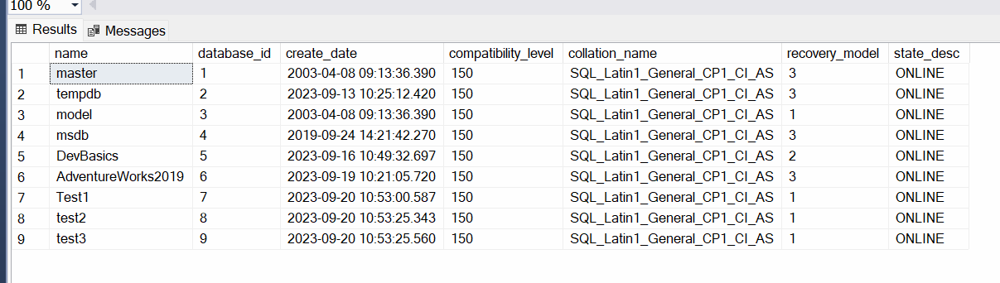 100 %
Results Messages
name database_id create_date compatibility_level collation_name recovery_model state_desc
1 master 1 2003-04-08 09:13:36.390 150 SQL_Latin1_General_CP1_CI_AS 3 ONLINE
2 tempdb 2 2023-09-13 10:25:12.420 150 SQL_Latin1_General_CP1_CI_AS 3 ONLINE
3 model 3 2003-04-08 09:13:36.390 150 SQL_Latin1_General_CP1_CI_AS 1 ONLINE
4 msdb 4 2019-09-24 14:21:42.270 150 SQL_Latin1_General_CP1_CI_AS 3 ONLINE
5 DevBasics 5 2023-09-16 10:49:32.697 150 SQL_Latin1_General_CP1_CI_AS 2 ONLINE
6 AdventureWorks2019 6 2023-09-19 10:21:05.720 150 SQL_Latin1_General_CP1_CI_AS 3 ONLINE
7 Test1 7 2023-09-20 10:53:00.587 150 SQL_Latin1_General_CP1_CI_AS 1 ONLINE
8 test2 8 2023-09-20 10:53:25.343 150 SQL_Latin1_General_CP1_CI_AS 1 ONLINE
9 test3 9 2023-09-20 10:53:25.560 150 SQL_Latin1_General_CP1_CI_AS 1 ONLINE